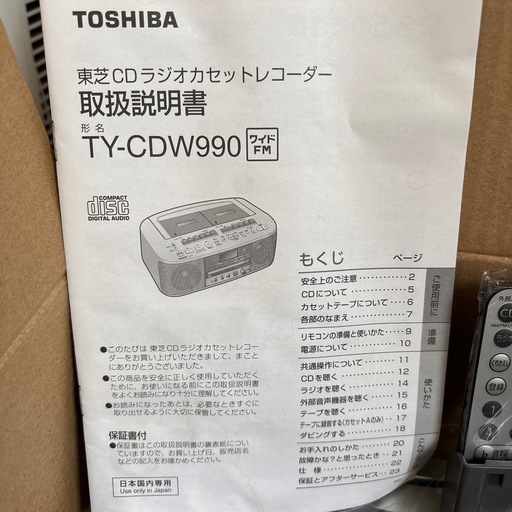 TOSHIBA
東芝CDラジオカセットレコーダー
取扱説明書
形名
TY-CDW990
ワイド
FM
COMPACT
disc
DIGITAL AUDIO
もくじ
ページ
安全上のご注意 2
CDについて 5
カセットテープについて 6
各部のなまえ 7
ご使用前に
リモコンの準備と使いかた 9
電源について 10
準備
共通操作について 11
CDを聴く 12
ラジオを聴く 14
外部音声機器を聴く 15
テープを聴く 16
テープに録音する(カセットAのみ) 17
ダビングする 18
使いかた
お手入れのしかた 20
故障かな?と思うとき 21
仕様 22
保証とアフターサービス 23
●このたびは東芝CDラジオカセットレコー
ダーをお買い上げいただきまして、まこと
にありがとうございました。
●この商品を安全に正しく使用していただく
ために、お使いになる前にこの取扱説明書
をよくお読みになり十分に理解してください。
●お読みになったあとは、必要なときすぐに
取り出せるように大切に保管してください。
保証書付
●保証書はこの取扱説明書の裏表紙につい
ていますので、お買い上げ日、販売店名
などの記入をお確かめください。
日本国内専用
Use only in Japan
外部
CD
ラジオ
登録